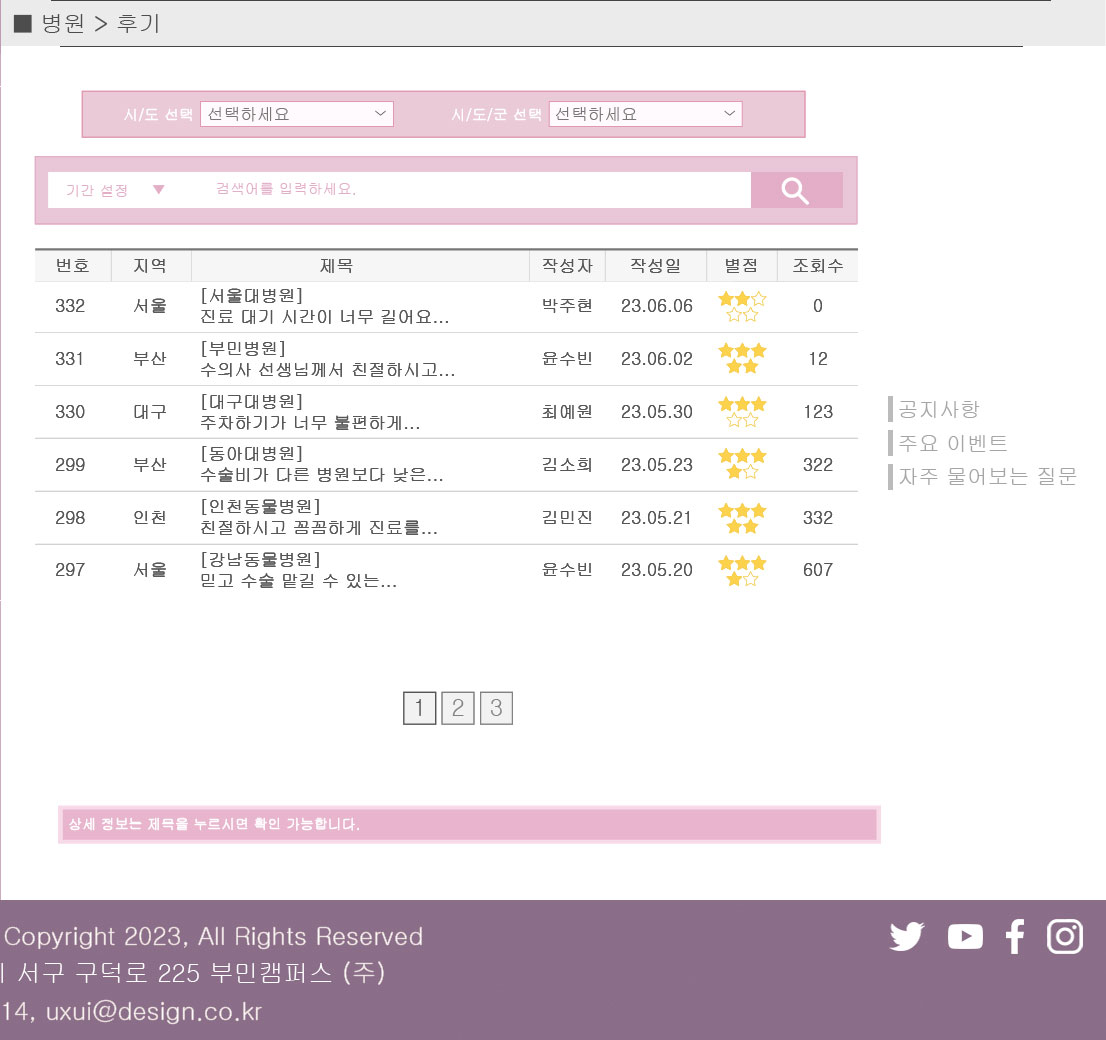 ■ 병원 > 후기
시/도 선택 선택하세요 시/도/군 선택 선택하세요
기간 설정 ▼ 검색어를 입력하세요.
번호 지역 제목 작성자 작성일 별점 조회수
332 서울 [서울대병원] 진료 대기 시간이 너무 길어요... 박주현 23.06.06 ★★☆☆☆ 0
331 부산 [부민병원] 수의사 선생님께서 친절하시고... 윤수빈 23.06.02 ★★★★★ 12
330 대구 [대구대병원] 주차하기가 너무 불편하게... 최예원 23.05.30 ★★★☆☆ 123
299 부산 [동아대병원] 수술비가 다른 병원보다 낮은... 김소희 23.05.23 ★★★★☆ 322
298 인천 [인천동물병원] 친절하시고 꼼꼼하게 진료를... 김민진 23.05.21 ★★★★★ 332
297 서울 [강남동물병원] 믿고 수술 맡길 수 있는... 윤수빈 23.05.20 ★★★★☆ 607
공지사항
주요 이벤트
자주 물어보는 질문
1 2 3
상세 정보는 제목을 누르시면 확인 가능합니다.
Copyright 2023, All Rights Reserved
서구 구덕로 225 부민캠퍼스 (주)
14, uxui@design.co.kr